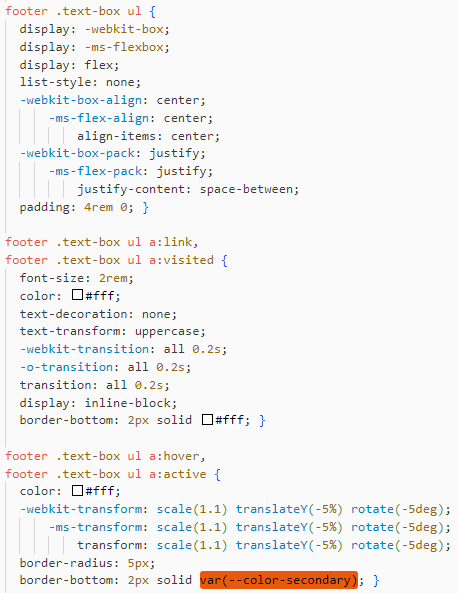 footer .text-box ul {
display: -webkit-box;
display: -ms-flexbox;
display: flex;
list-style: none;
-webkit-box-align: center;
-ms-flex-align: center;
align-items: center;
-webkit-box-pack: justify;
-ms-flex-pack: justify;
justify-content: space-between;
padding: 4rem 0; }
footer .text-box ul a:link,
footer .text-box ul a:visited {
font-size: 2rem;
color: #fff;
text-decoration: none;
text-transform: uppercase;
-webkit-transition: all 0.2s;
-o-transition: all 0.2s;
transition: all 0.2s;
display: inline-block;
border-bottom: 2px solid #fff; }
footer .text-box ul a:hover,
footer .text-box ul a:active {
color: #fff;
-webkit-transform: scale(1.1) translateY(-5%) rotate(-5deg);
-ms-transform: scale(1.1) translateY(-5%) rotate(-5deg);
transform: scale(1.1) translateY(-5%) rotate(-5deg);
border-radius: 5px;
border-bottom: 2px solid var(--color-secondary); }